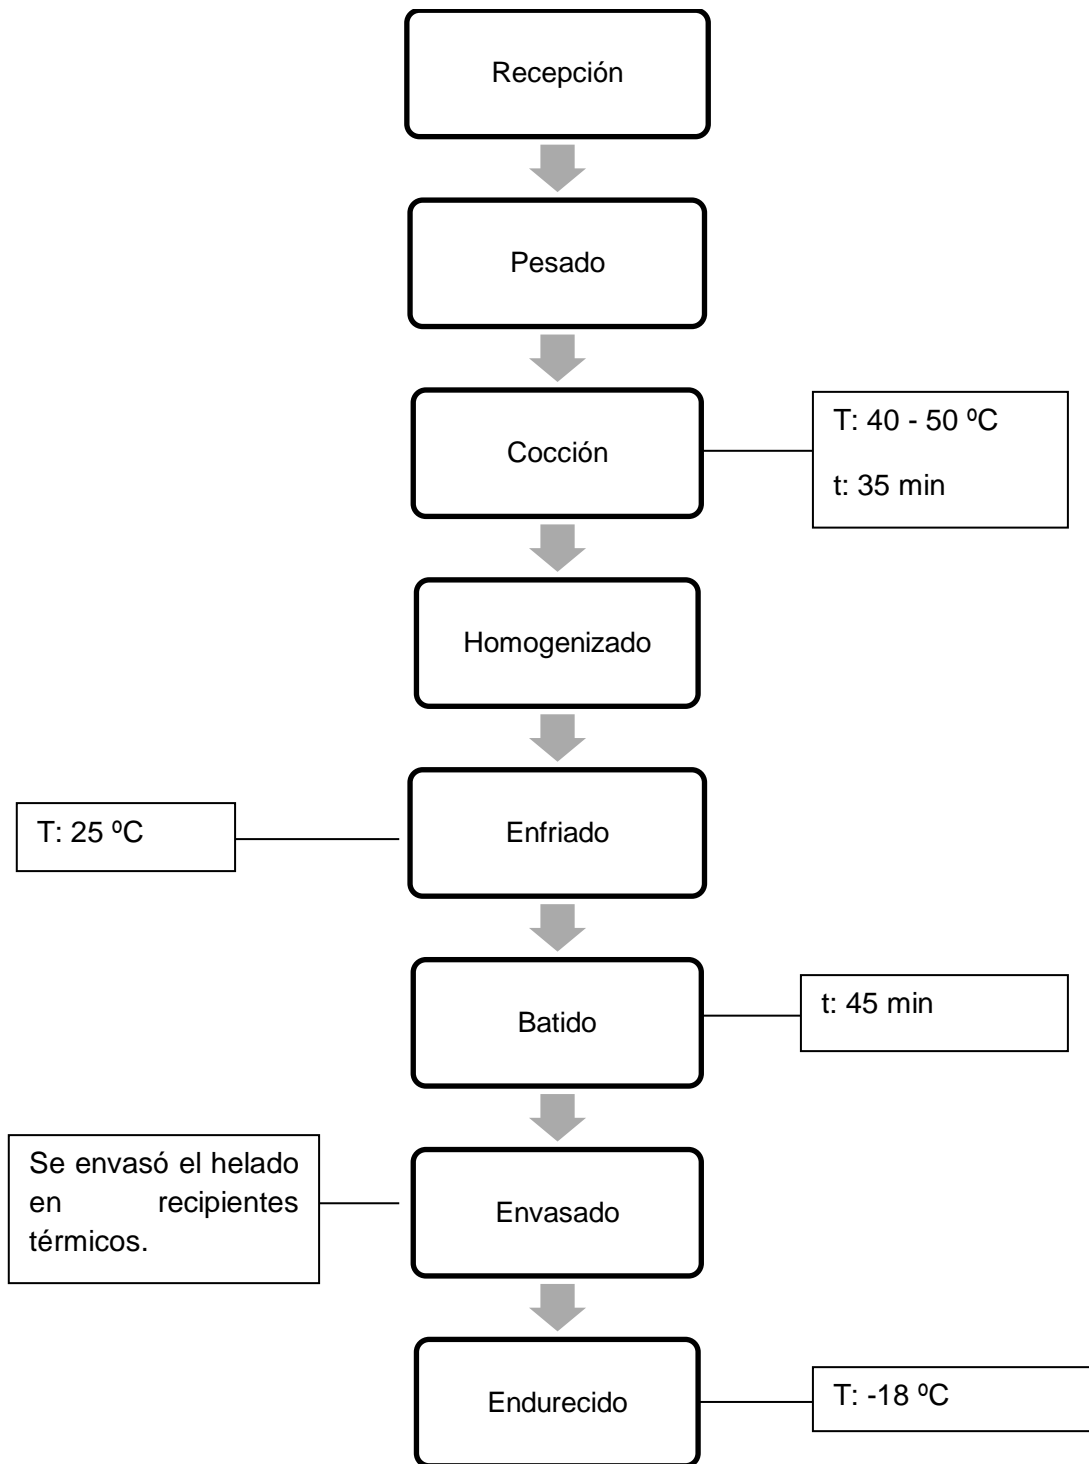 Recepción
Pesado
Cocción
T: 40 - 50 ºC
t: 35 min
Homogenizado
Enfriado
T: 25 ºC
Batido
t: 45 min
Se envasó el helado
en recipientes
térmicos.
Envasado
Endurecido
T: -18 ºC